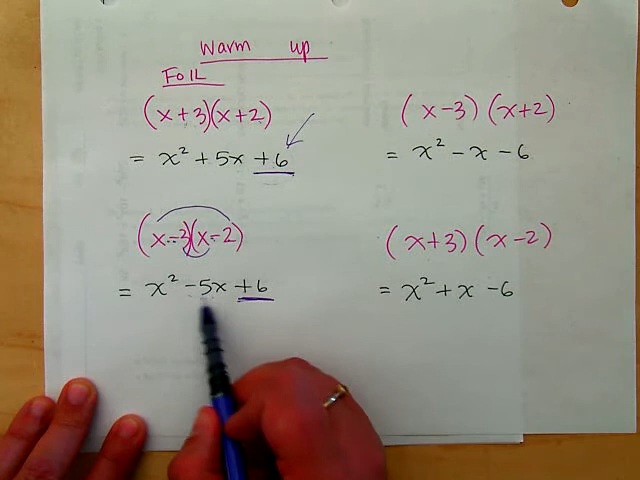 Warm up
FOIL
(x+3)(x+2)
= x² + 5x + 6
(x-3)(x+2)
= x² - x - 6
(x-3)(x-2)
= x² - 5x + 6
(x+3)(x-2)
= x² + x - 6